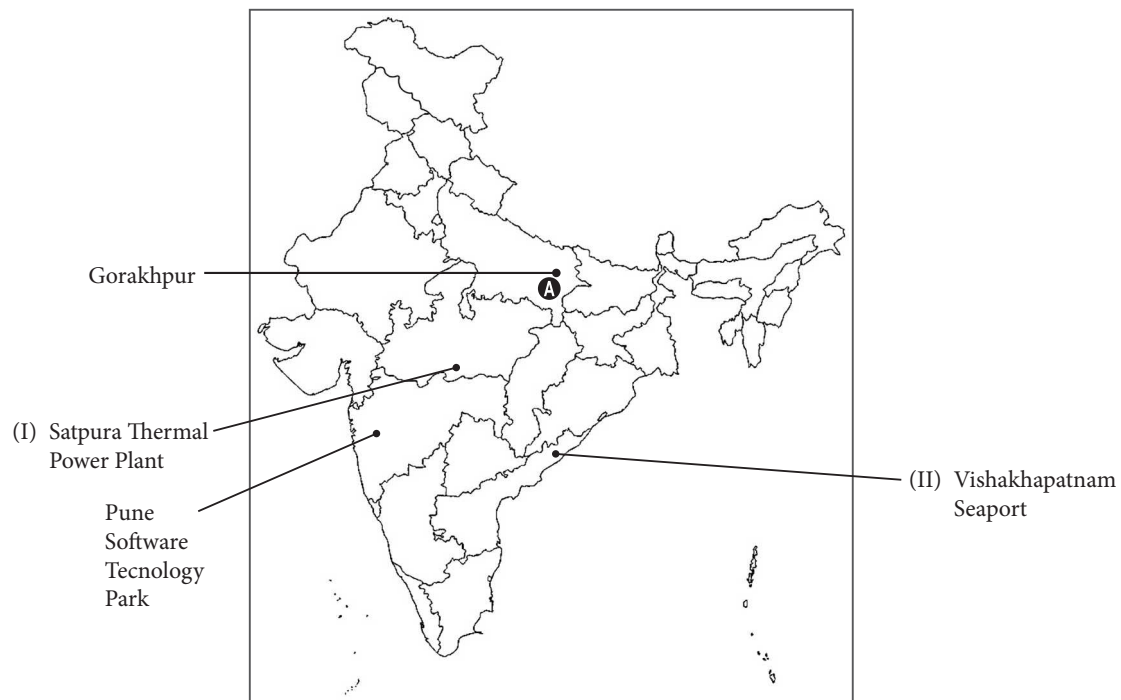 Gorakhpur
A
(I) Satpura Thermal
Power Plant
Pune
Software
Tecnology
Park
(II) Vishakhapatnam
Seaport